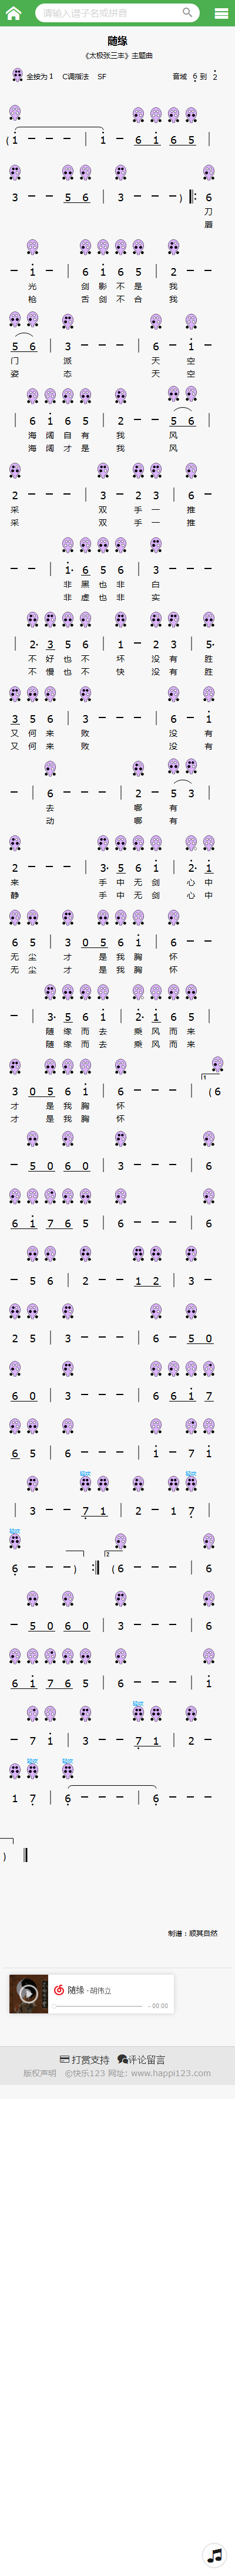 请输入谱子名或拼音
随缘
《太极张三丰》主题曲
全按为1 C调指法 SF 音域 6 到 2
( 1 - - - | 1 - 6 1 6 5 |
3 - - 5 6 | 3 - - - ) ‖: 6
刀
唇
- 1 - | 6 1 6 5 | 2 - -
光 剑 影 不 是 我
枪 舌 剑 不 合 我
5 6 | 3 - - - | 6 - 1
门 派 天 空
姿 态 天 空
| 6 1 6 5 | 2 - - 5 6
海 阔 自 有 我 风
海 阔 才 是 我 风
2 - - - | 3 - 2 3 | 6 -
采 双 手 一 推
采 双 手 一 推
- - | 1· 6 5 6 | 3 - -
非 黑 也 非 白
非 虚 也 非 实
| 2· 3 5 6 | 1 - 2 3 | 5·
不 好 也 不 坏 没 有 胜
不 慢 也 不 快 没 有 胜
3 5 6 | 3 - - - | 6 - 1
又 何 来 败 没 有
又 何 来 败 没 有
- | 6 - - - | 2 - 5 3 |
去 哪 有
动 哪 有
2 - - - | 3· 5 6 1 | 2· 1
来 手 中 无 剑 心 中
静 手 中 无 剑 心 中
6 5 | 3 0 5 6 1 | 6 - -
无 尘 才 是 我 胸 怀
无 尘 才 是 我 胸 怀
- | 3· 5 6 1 | 2· 1 6 5 |
随 缘 而 去 乘 风 而 来
随 缘 而 去 乘 风 而 来
3 0 5 6 1 | 6 - - - | 1 ( 6
才 是 我 胸 怀
才 是 我 胸 怀
- 5 0 6 0 | 3 - - - | 6
6 1 7 6 5 | 6 - - - | 6
- 5 6 | 2 - - 1 2 | 3 -
2 5 | 3 - - - | 6 - 5 0
6 0 | 3 - - - | 6 6 1 7
6 5 | 6 - - - | 1 - 7 1
轻吹 轻吹
| 3 - - 7 1 | 2 - 1 7 |
轻吹
6 - - - ) :‖ 2 ( 6 - - - | 6
- 5 0 6 0 | 3 - - - | 6
6 1 7 6 5 | 6 - - - | 1
轻吹
- 7 1 | 3 - - 7 1 | 2 -
轻吹 轻吹
1 7 | 6 - - - | 6 - - -
) ‖
制谱：顺其自然
随缘 - 胡伟立
- 00:00
打赏支持 评论留言
版权声明 ©快乐123 网址: www.happi123.com